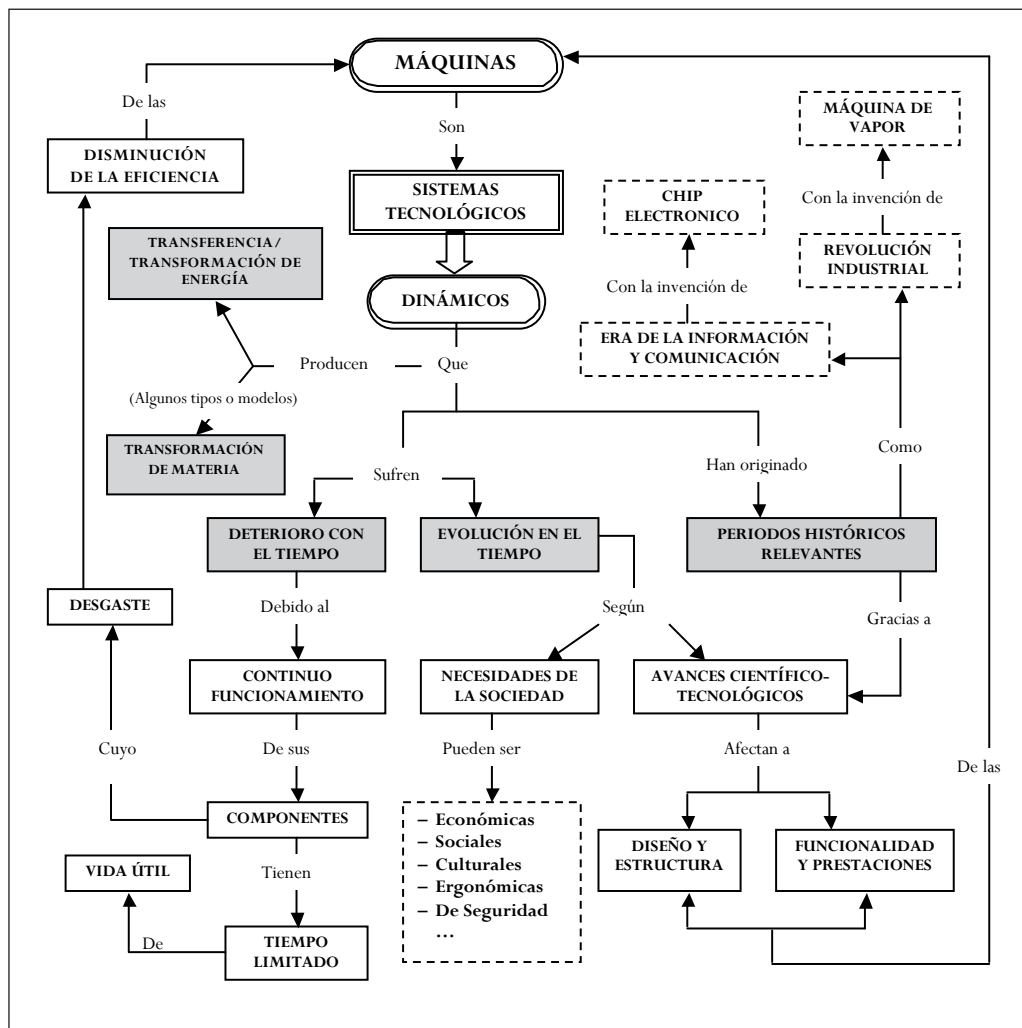 MÁQUINAS
De las
Son
MÁQUINA DE
VAPOR
DISMINUCIÓN
DE LA EFICIENCIA
SISTEMAS
TECNOLÓGICOS
CHIP
ELECTRONICO
Con la invención de
TRANSFERENCIA/
TRANSFORMACIÓN DE
ENERGÍA
REVOLUCIÓN
INDUSTRIAL
DINÁMICOS
Con la invención de
ERA DE LA INFORMACIÓN
Y COMUNICACIÓN
Producen
Que
(Algunos tipos o modelos)
TRANSFORMACIÓN
DE MATERIA
Sufren
Han originado
Como
DETERIORO CON
EL TIEMPO
EVOLUCIÓN EN EL
TIEMPO
PERIODOS HISTÓRICOS
RELEVANTES
DESGASTE
Debido al
Según
Gracias a
CONTINUO
FUNCIONAMIENTO
NECESIDADES DE
LA SOCIEDAD
AVANCES CIENTÍFICO-
TECNOLÓGICOS
Cuyo
De sus
Pueden ser
Afectan a
De las
COMPONENTES
– Económicas
– Sociales
– Culturales
– Ergonómicas
– De Seguridad
...
DISEÑO Y
ESTRUCTURA
FUNCIONALIDAD
Y PRESTACIONES
VIDA ÚTIL
Tienen
De
TIEMPO
LIMITADO